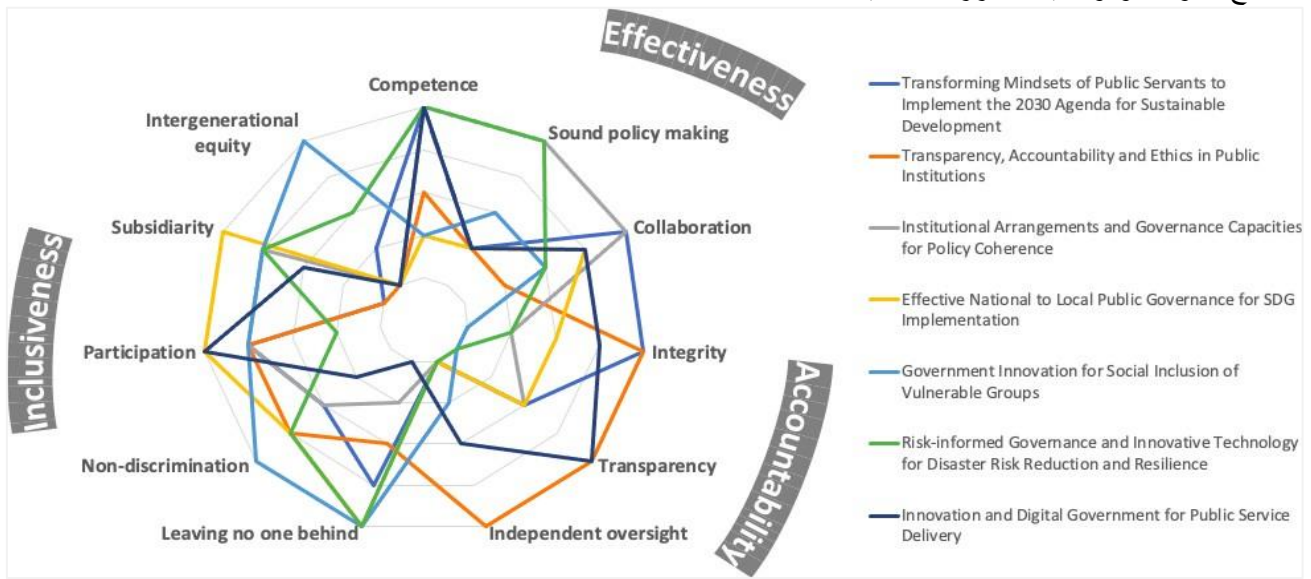 Effectiveness
Competence
Intergenerational
equity
Sound policy making
Subsidiarity
Collaboration
Inclusiveness
Participation
Integrity
Accountability
Non-discrimination
Transparency
Leaving no one behind
Independent oversight
Transforming Mindsets of Public Servants to
Implement the 2030 Agenda for Sustainable
Development
Transparency, Accountability and Ethics in Public
Institutions
Institutional Arrangements and Governance Capacities
for Policy Coherence
Effective National to Local Public Governance for SDG
Implementation
Government Innovation for Social Inclusion of
Vulnerable Groups
Risk-informed Governance and Innovative Technology
for Disaster Risk Reduction and Resilience
Innovation and Digital Government for Public Service
Delivery